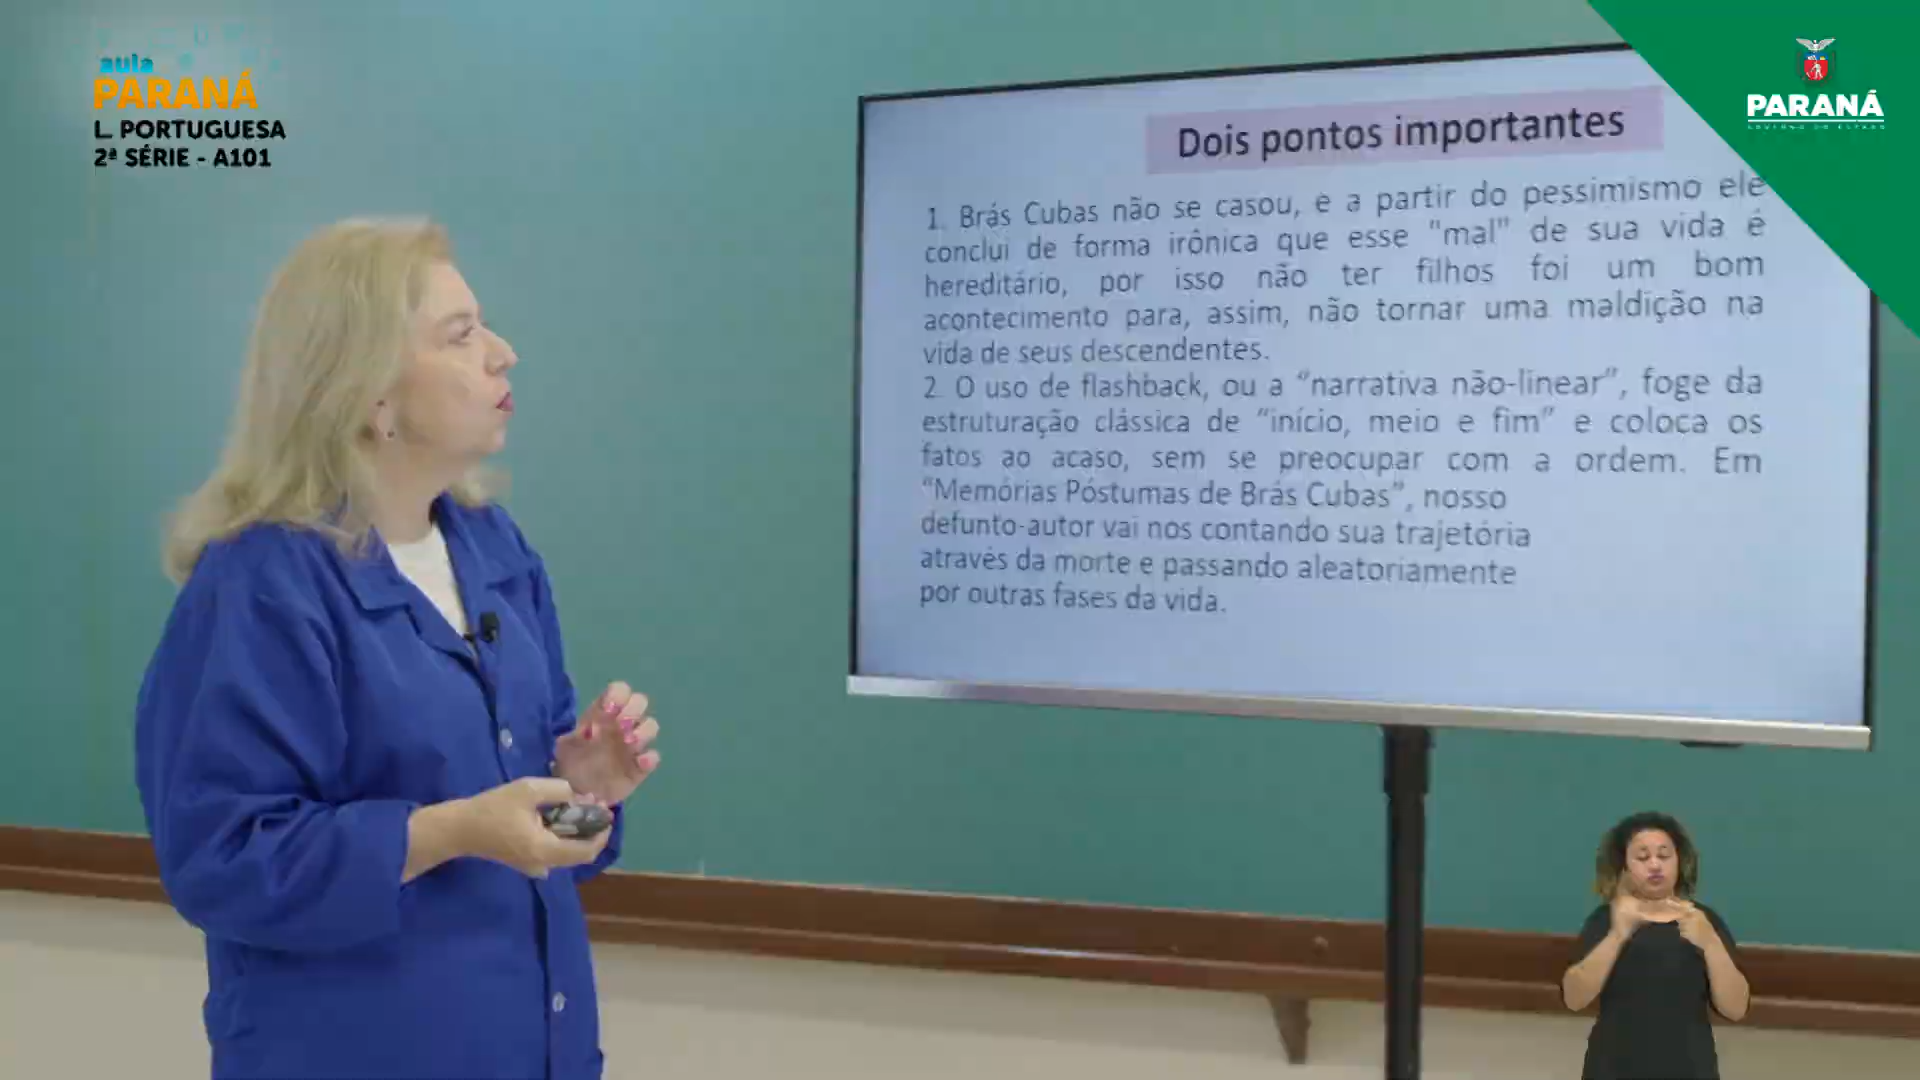 aula
PARANÁ
L. PORTUGUESA
2ª SÉRIE - A101
PARANÁ
GOVERNO DO ESTADO
Dois pontos importantes
1. Brás Cubas não se casou, e a partir do pessimismo ele
conclui de forma irônica que esse "mal" de sua vida é
hereditário, por isso não ter filhos foi um bom
acontecimento para, assim, não tornar uma maldição na
vida de seus descendentes.
2. O uso de flashback, ou a “narrativa não-linear”, foge da
estruturação clássica de “início, meio e fim” e coloca os
fatos ao acaso, sem se preocupar com a ordem. Em
“Memórias Póstumas de Brás Cubas”, nosso
defunto-autor vai nos contando sua trajetória
através da morte e passando aleatoriamente
por outras fases da vida.